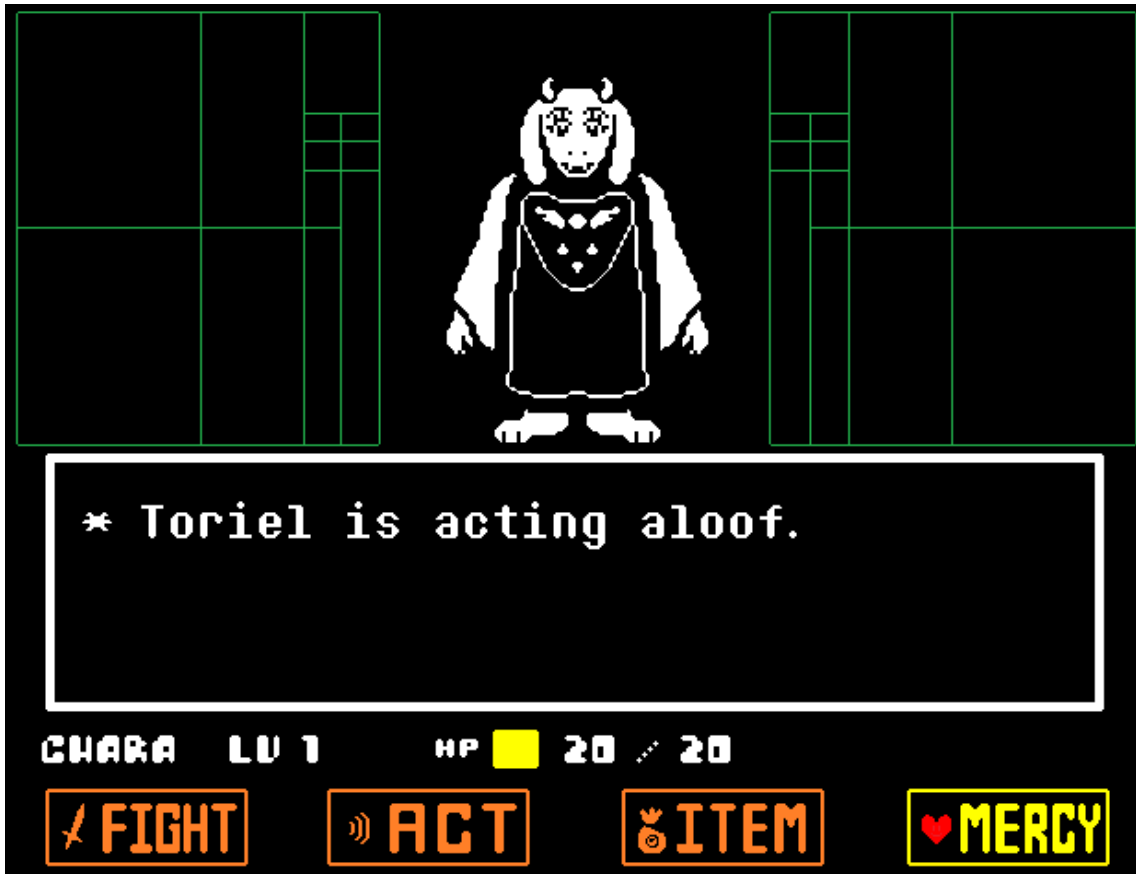 * Toriel is acting aloof.
CHARA LV 1 HP 20 / 20
FIGHT ACT ITEM MERCY